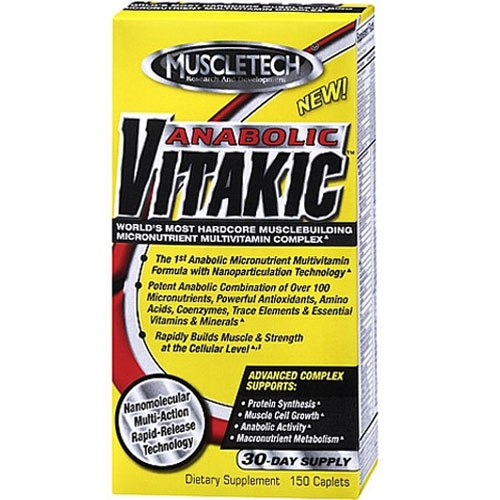 MUSCLETECH
Research And Development
NEW!
ANABOLIC
VITAKIC™
WORLD'S MOST HARDCORE MUSCLEBUILDING
MICRONUTRIENT MULTIVITAMIN COMPLEX▲
• The 1st Anabolic Micronutrient Multivitamin
Formula with Nanoparticulation Technology▲
• Potent Anabolic Combination of Over 100
Micronutrients, Powerful Antioxidants, Amino
Acids, Coenzymes, Trace Elements & Essential
Vitamins & Minerals▲
• Rapidly Builds Muscle & Strength
at the Cellular Level▲,‡
ADVANCED COMPLEX
SUPPORTS:
• Protein Synthesis▲
• Muscle Cell Growth▲
• Anabolic Activity▲
• Macronutrient Metabolism▲
Nanomolecular
Multi-Action
Rapid-Release
Technology
30-DAY SUPPLY
Dietary Supplement 150 Caplets